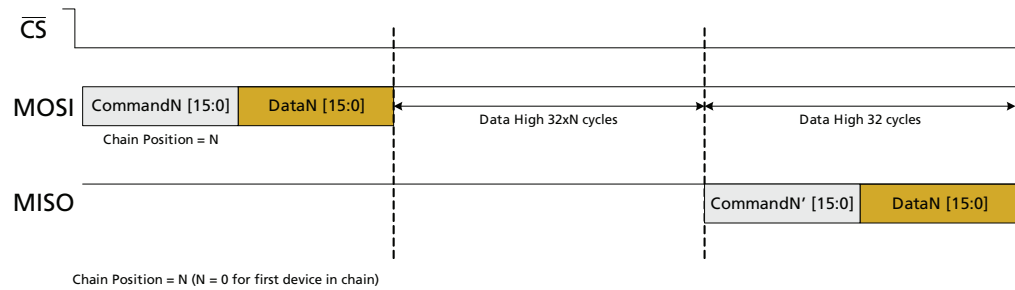 CS
MOSI
CommandN [15:0]
DataN [15:0]
Data High 32xN cycles
Data High 32 cycles
Chain Position = N
MISO
CommandN’ [15:0]
DataN [15:0]
Chain Position = N (N = 0 for first device in chain)